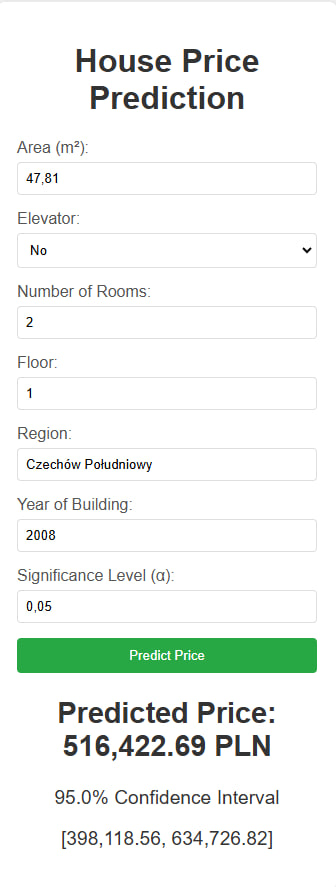 House Price
Prediction
Area (m²):
47,81
Elevator:
No
Number of Rooms:
2
Floor:
1
Region:
Czechów Południowy
Year of Building:
2008
Significance Level (α):
0,05
Predict Price
Predicted Price:
516,422.69 PLN
95.0% Confidence Interval
[398,118.56, 634,726.82]